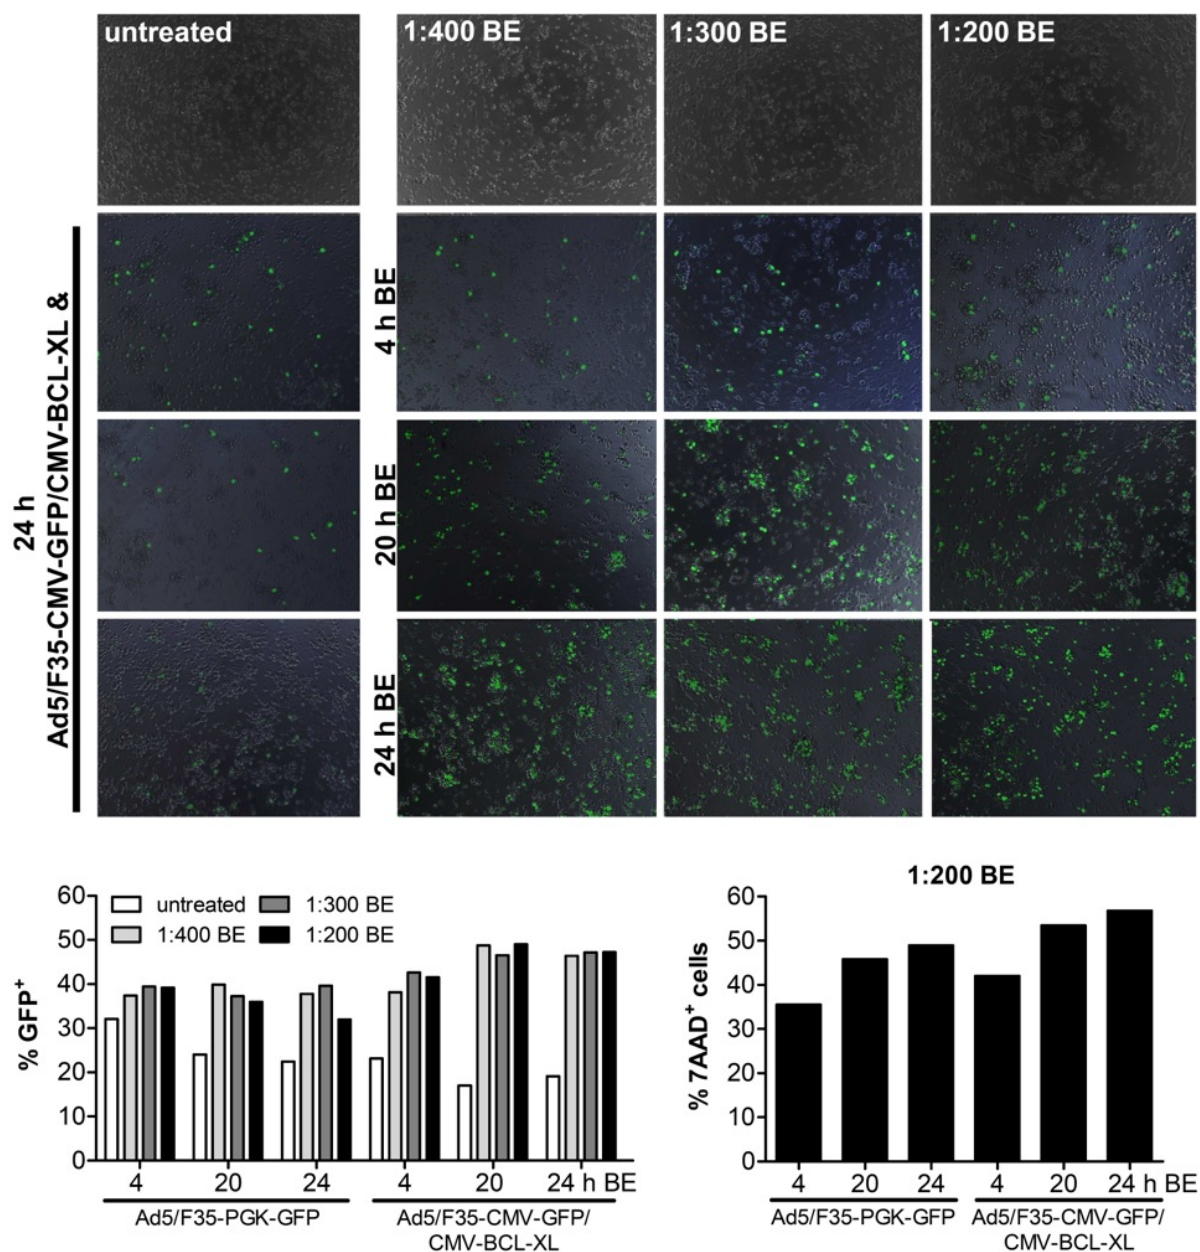 untreated
1:400 BE
1:300 BE
1:200 BE
24 h
Ad5/F35-CMV-GFP/CMV-BCL-XL &
4 h BE
20 h BE
24 h BE
% GFP+
60
50
40
30
20
10
0
untreated
1:300 BE
1:400 BE
1:200 BE
4 20 24 4 20 24 h BE
Ad5/F35-PGK-GFP
Ad5/F35-CMV-GFP/
CMV-BCL-XL
1:200 BE
% 7AAD+ cells
60
50
40
30
20
10
0
4 20 24 4 20 24 h BE
Ad5/F35-PGK-GFP
Ad5/F35-CMV-GFP/
CMV-BCL-XL